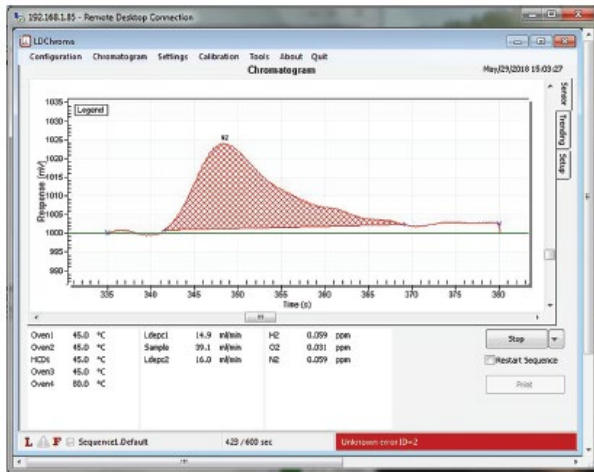 192.168.1.85 - Remote Desktop Connection
LDChroma
Configuration Chromatogram Settings Calibration Tools About Quit
Chromatogram May/29/2018 15:03:27
Legend
N2
Response (mV)
1035
1030
1025
1020
1015
1010
1005
1000
995
990
335 340 345 350 355 360 365 370 375 380
Time (s)
Sensor
Trending
Setup
Oven1 45.0 °C Ldepc1 14.9 ml/min H2 0.059 ppm
Oven2 45.0 °C Sample 39.1 ml/min O2 0.031 ppm
HCD1 45.0 °C Ldepc2 16.0 ml/min N2 0.059 ppm
Oven3 45.0 °C
Oven4 80.0 °C
Stop
Restart Sequence
Print
L F Sequence1.Default 423 / 600 sec Unknown error ID=2